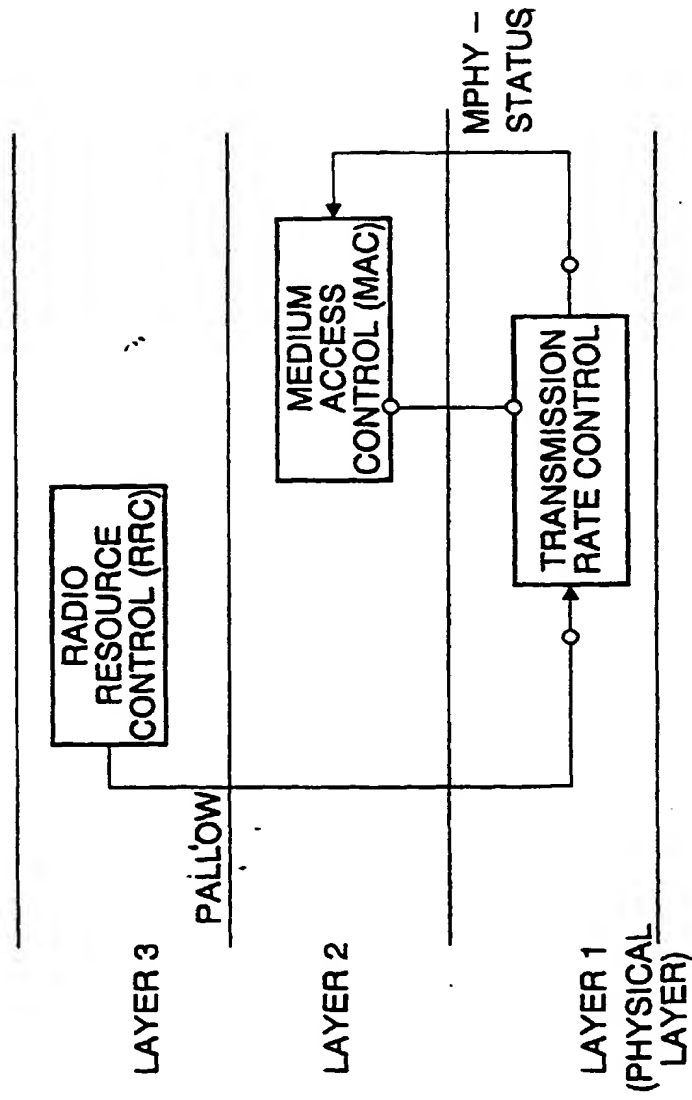 LAYER 3
RADIO
RESOURCE
CONTROL (RRC)
PALLOW
LAYER 2
MEDIUM
ACCESS
CONTROL (MAC)
LAYER 1
(PHYSICAL
LAYER)
TRANSMISSION
RATE CONTROL
MPHY –
STATUS